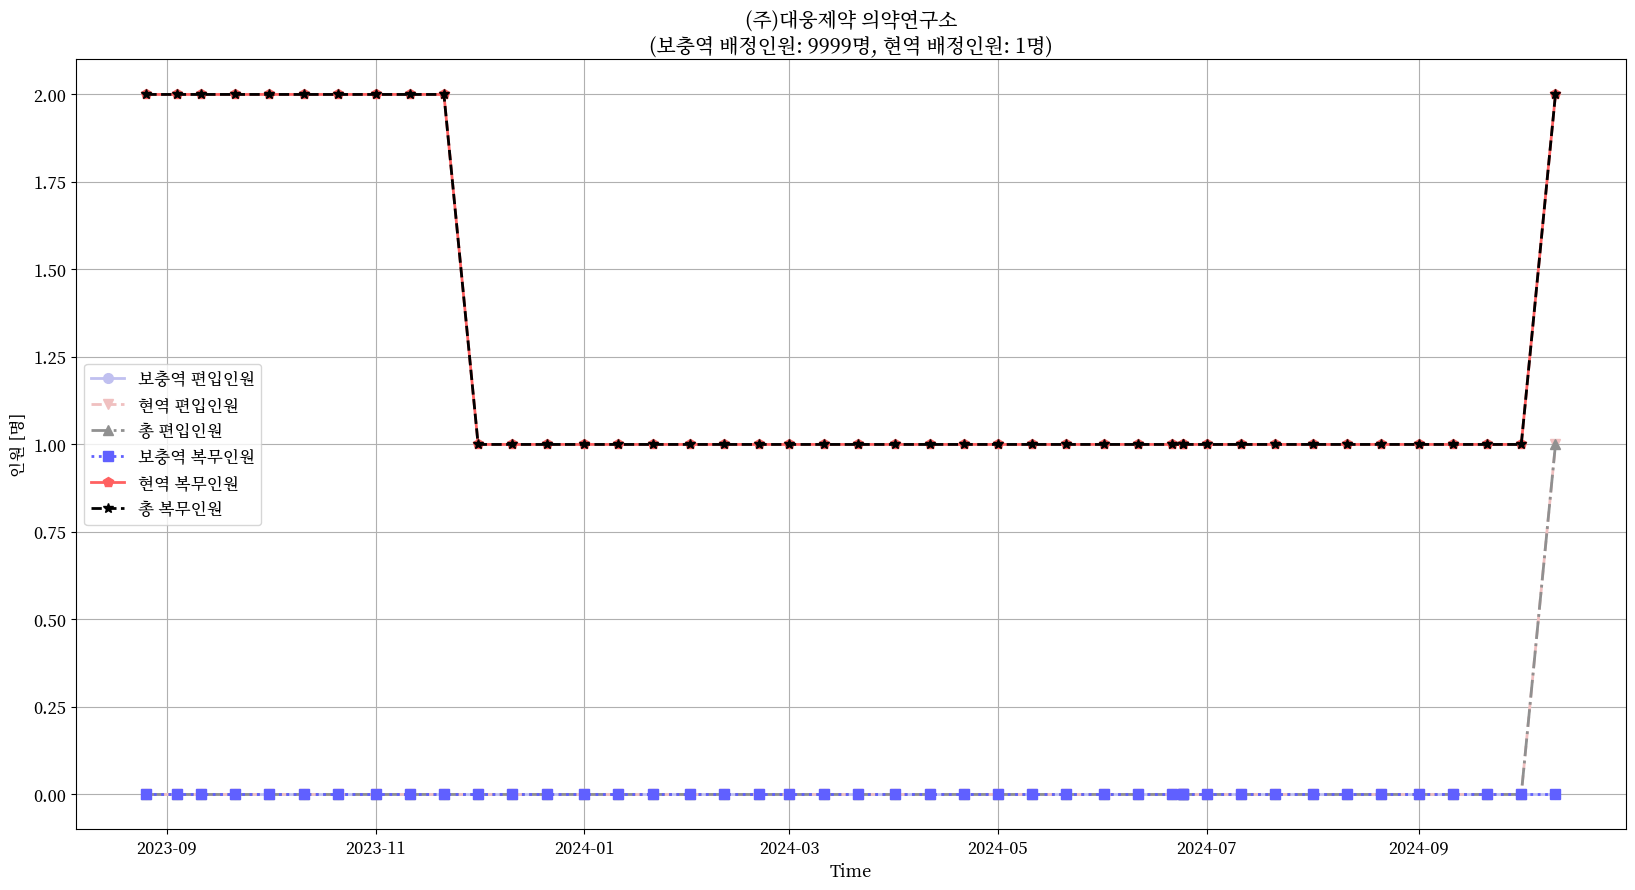 (주)대웅제약 의약연구소
(보충역 배정인원: 9999명, 현역 배정인원: 1명)
인원 [명]
2.00
1.75
1.50
1.25
1.00
0.75
0.50
0.25
0.00
보충역 편입인원
현역 편입인원
총 편입인원
보충역 복무인원
현역 복무인원
총 복무인원
2023-09
2023-11
2024-01
2024-03
2024-05
2024-07
2024-09
Time